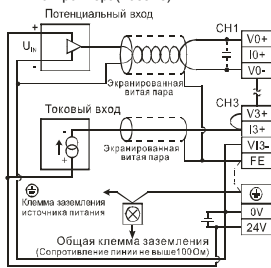 Потенциальный вход
CH1
+
-
UIN
V0+
I0+
V0-
Экранированная
витая пара
CH3
Токовый вход
V3+
I3+
VI3-
FE
-
+
Экранированная
витая пара
Клемма заземления
источника питания
0V
24V
Общая клемма заземления
(Сопротивление линии не выше100Ом)